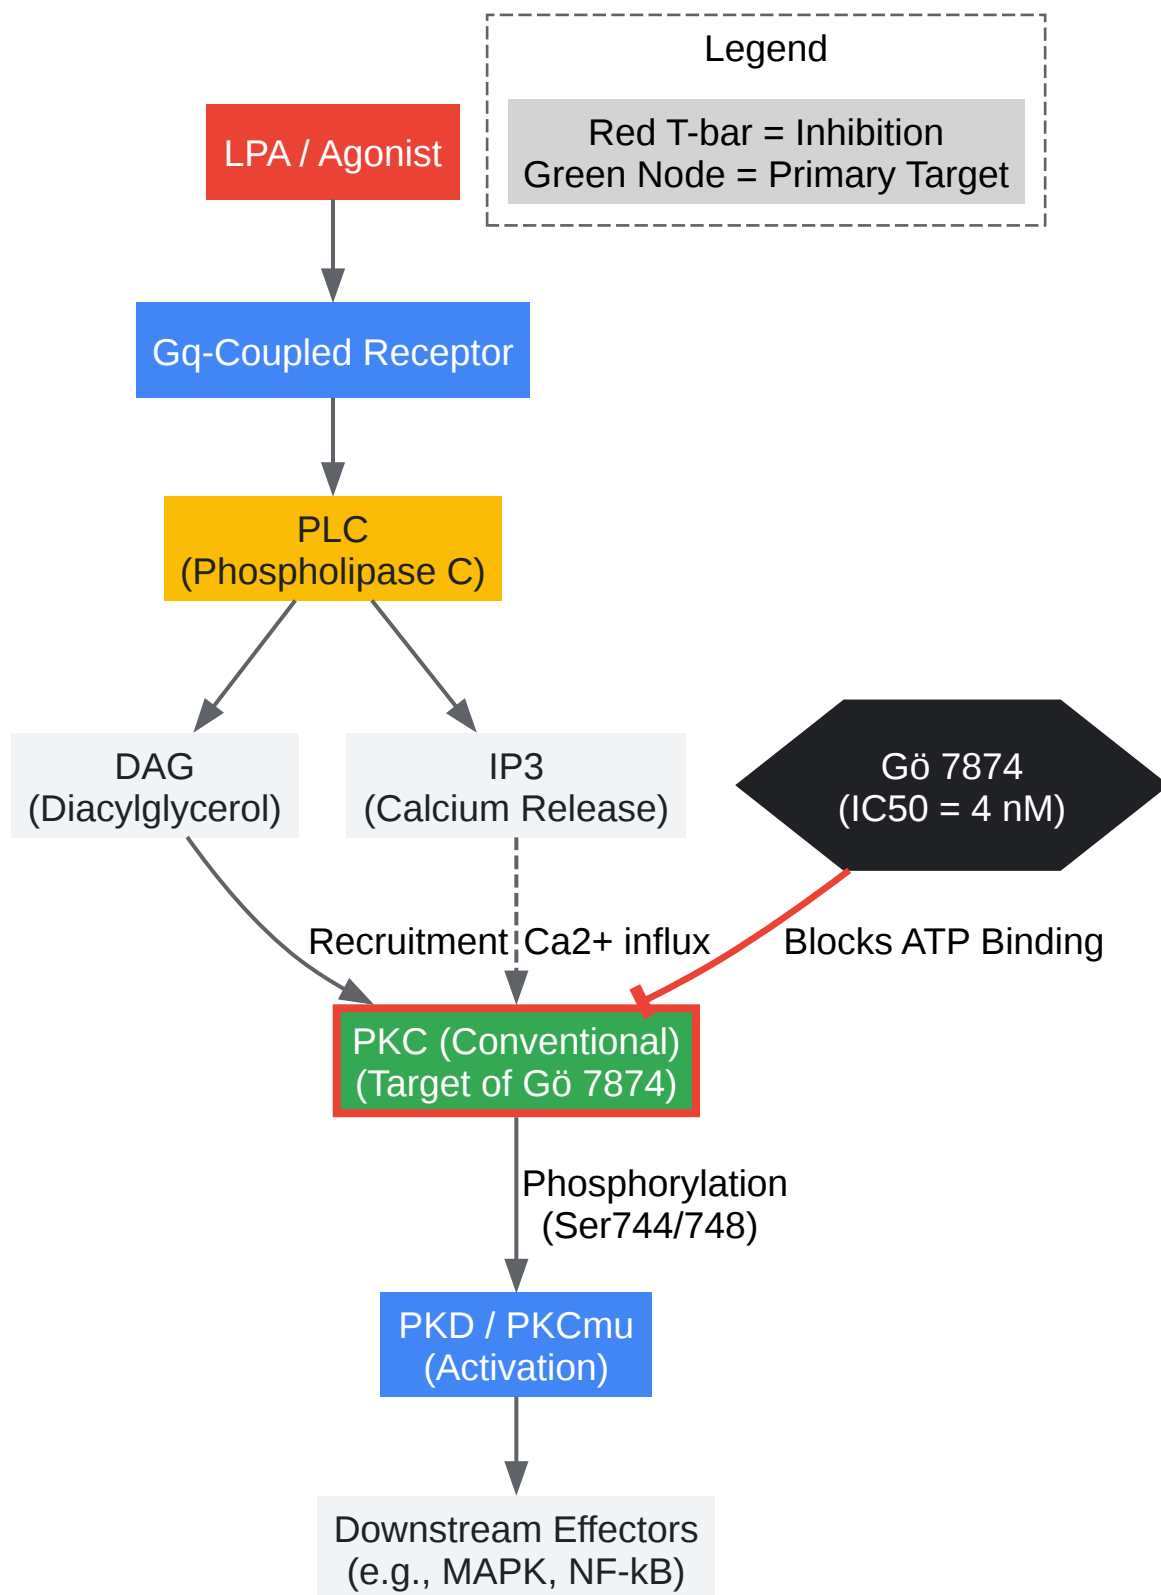 Legend
Red T-bar = Inhibition
Green Node = Primary Target
LPA / Agonist
Gq-Coupled Receptor
PLC
(Phospholipase C)
DAG
(Diacylglycerol)
IP3
(Calcium Release)
Gö 7874
(IC50 = 4 nM)
Recruitment
Ca2+ influx
Blocks ATP Binding
PKC (Conventional)
(Target of Gö 7874)
Phosphorylation
(Ser744/748)
PKD / PKCmu
(Activation)
Downstream Effectors
(e.g., MAPK, NF-kB)